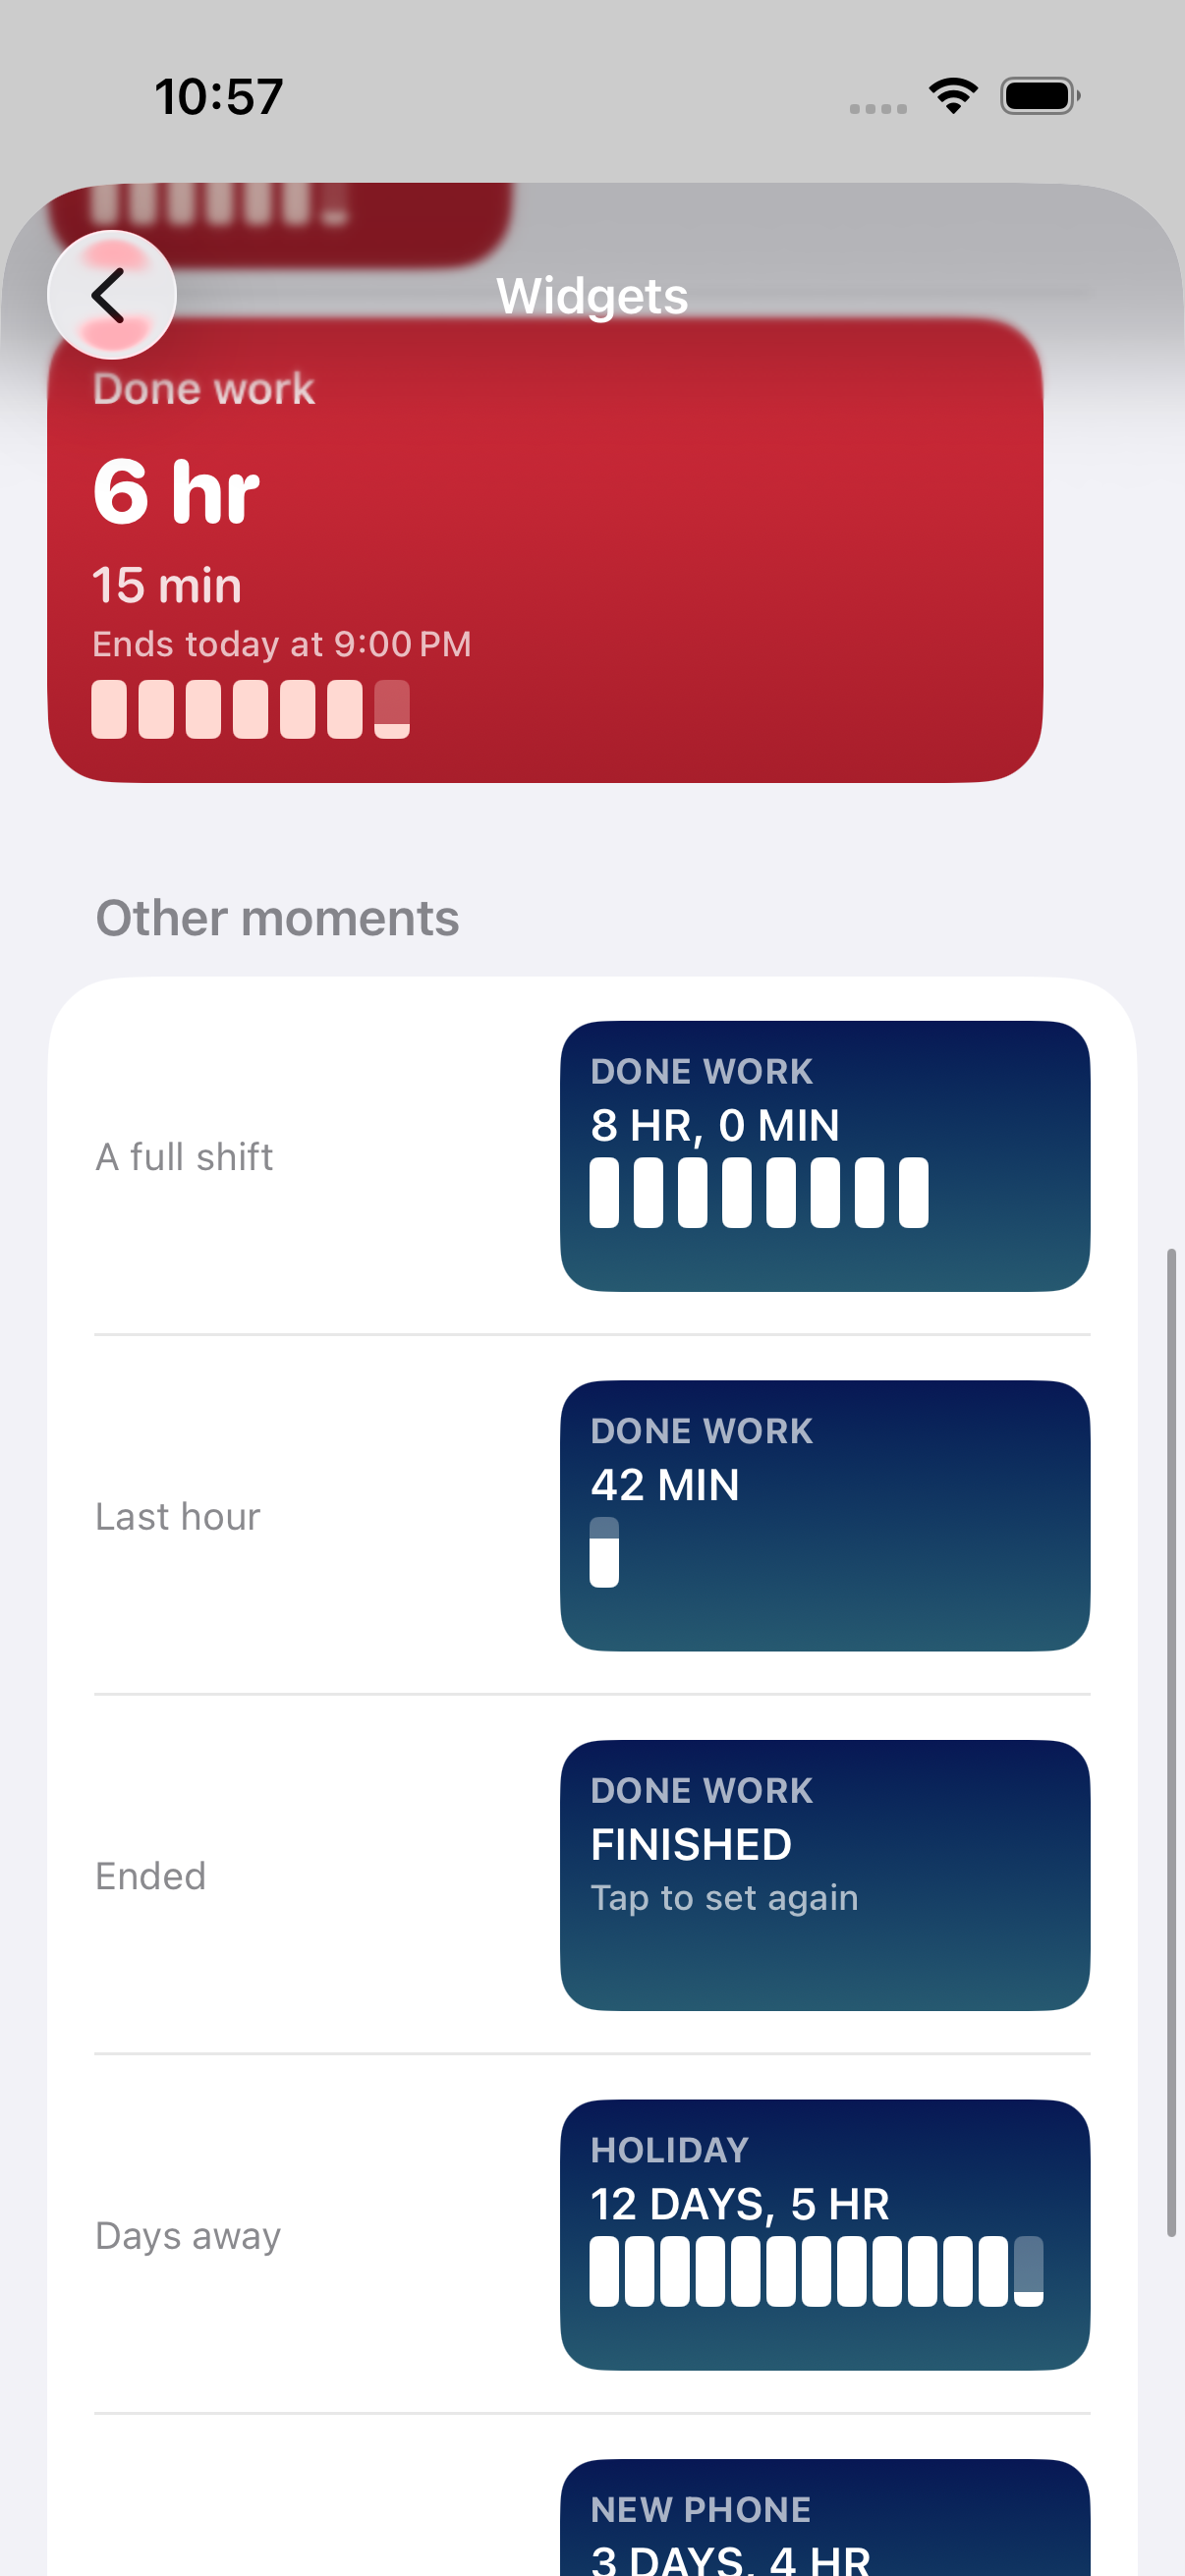 10:57
Widgets
Done work
6 hr
15 min
Ends today at 9:00 PM
Other moments
A full shift
DONE WORK
8 HR, 0 MIN
Last hour
DONE WORK
42 MIN
Ended
DONE WORK
FINISHED
Tap to set again
Days away
HOLIDAY
12 DAYS, 5 HR
NEW PHONE
3 DAYS, 4 HR